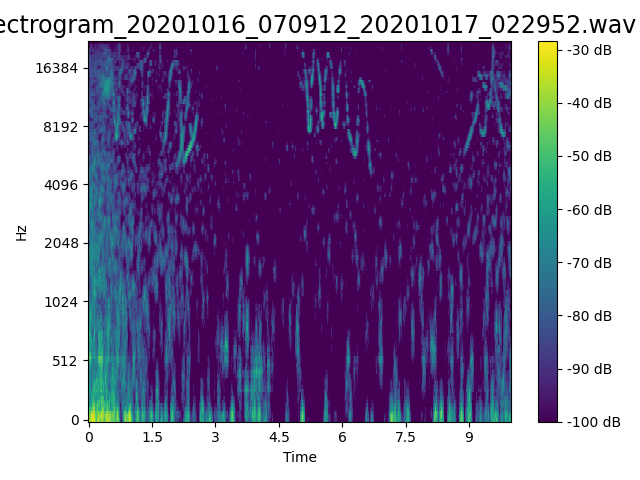 ectrogram_20201016_070912_20201017_022952.wav
16384
8192
4096
2048
1024
512
0
Hz
0 1.5 3 4.5 6 7.5 9
Time
-30 dB
-40 dB
-50 dB
-60 dB
-70 dB
-80 dB
-90 dB
-100 dB